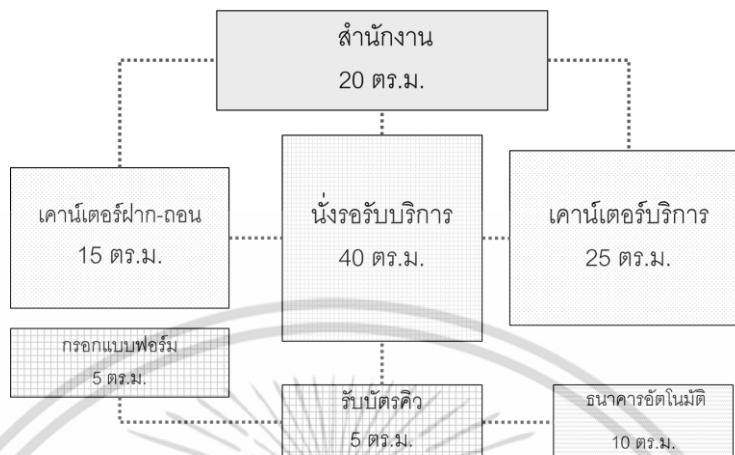 สำนักงาน
20 ตร.ม.
เคาน์เตอร์ฝาก-ถอน
15 ตร.ม.
นั่งรอรับบริการ
40 ตร.ม.
เคาน์เตอร์บริการ
25 ตร.ม.
กรอกแบบฟอร์ม
5 ตร.ม.
รับบัตรคิว
5 ตร.ม.
ธนาคารอัตโนมัติ
10 ตร.ม.